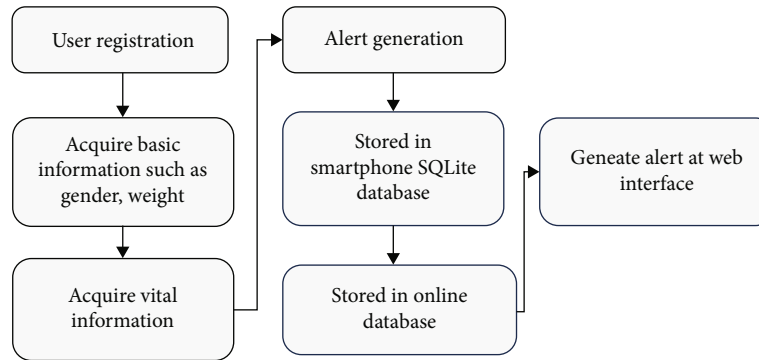 User registration
Acquire basic
information such as
gender, weight
Acquire vital
information
Alert generation
Stored in
smartphone SQLite
database
Stored in online
database
Geneate alert at web
interface